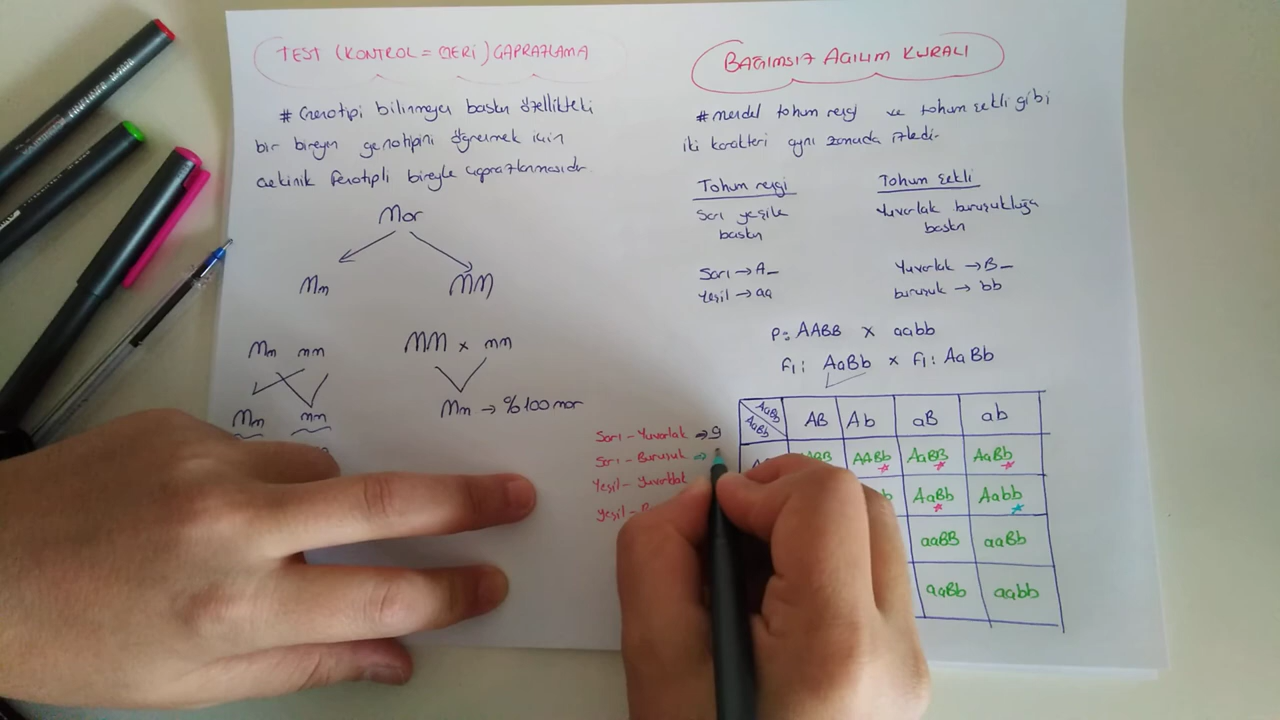 TEST (KONTROL = GERİ) ÇAPRAZLAMA
# Genotipi bilinmeyen baskın özellikteki
bir bireyin genotipini öğrenmek için
çekinik fenotipli bireyle çaprazlanmasıdır.
Mor
Mm MM
Mm mm
Mm mm
MM x mm
Mm → %100 mor
BAĞIMSIZ AÇILIM KURALI
# mendel tohum rengi ve tohum şekli gibi
iki karakteri aynı zamanda izledi.
Tohum rengi
Sarı yeşile
baskın
Sarı → A_
Yeşil → aa
Tohum şekli
Yuvarlak buruşukluğa
baskın
Yuvarlak → B_
buruşuk → bb
P: AABB x aabb
F1: AaBb x F1: AaBb
AaBb
AaBb
AB Ab aB ab
AABb AaBB AaBb
AaBb Aabb
aaBB aaBb
aaBb aabb
Sarı - Yuvarlak → 9
Sarı - Buruşuk →
Yeşil - Yuvarlak
Yeşil -